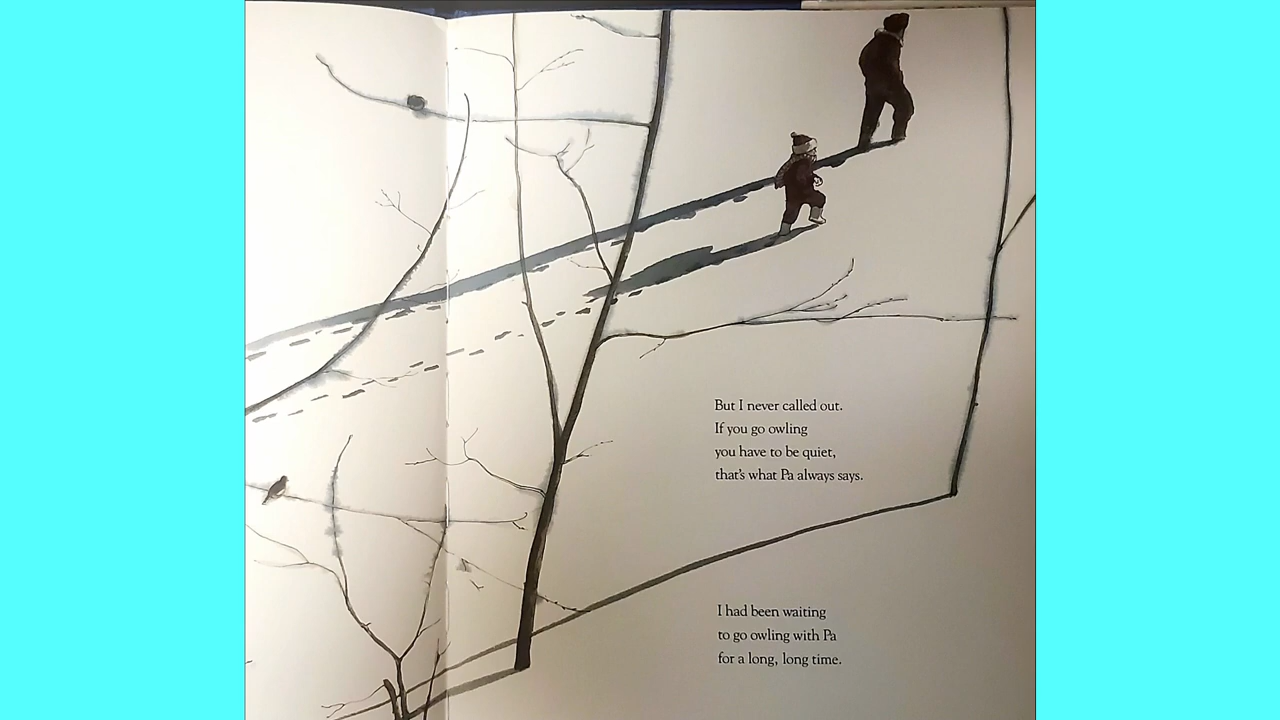 But I never called out.
If you go owling
you have to be quiet,
that's what Pa always says.
I had been waiting
to go owling with Pa
for a long, long time.